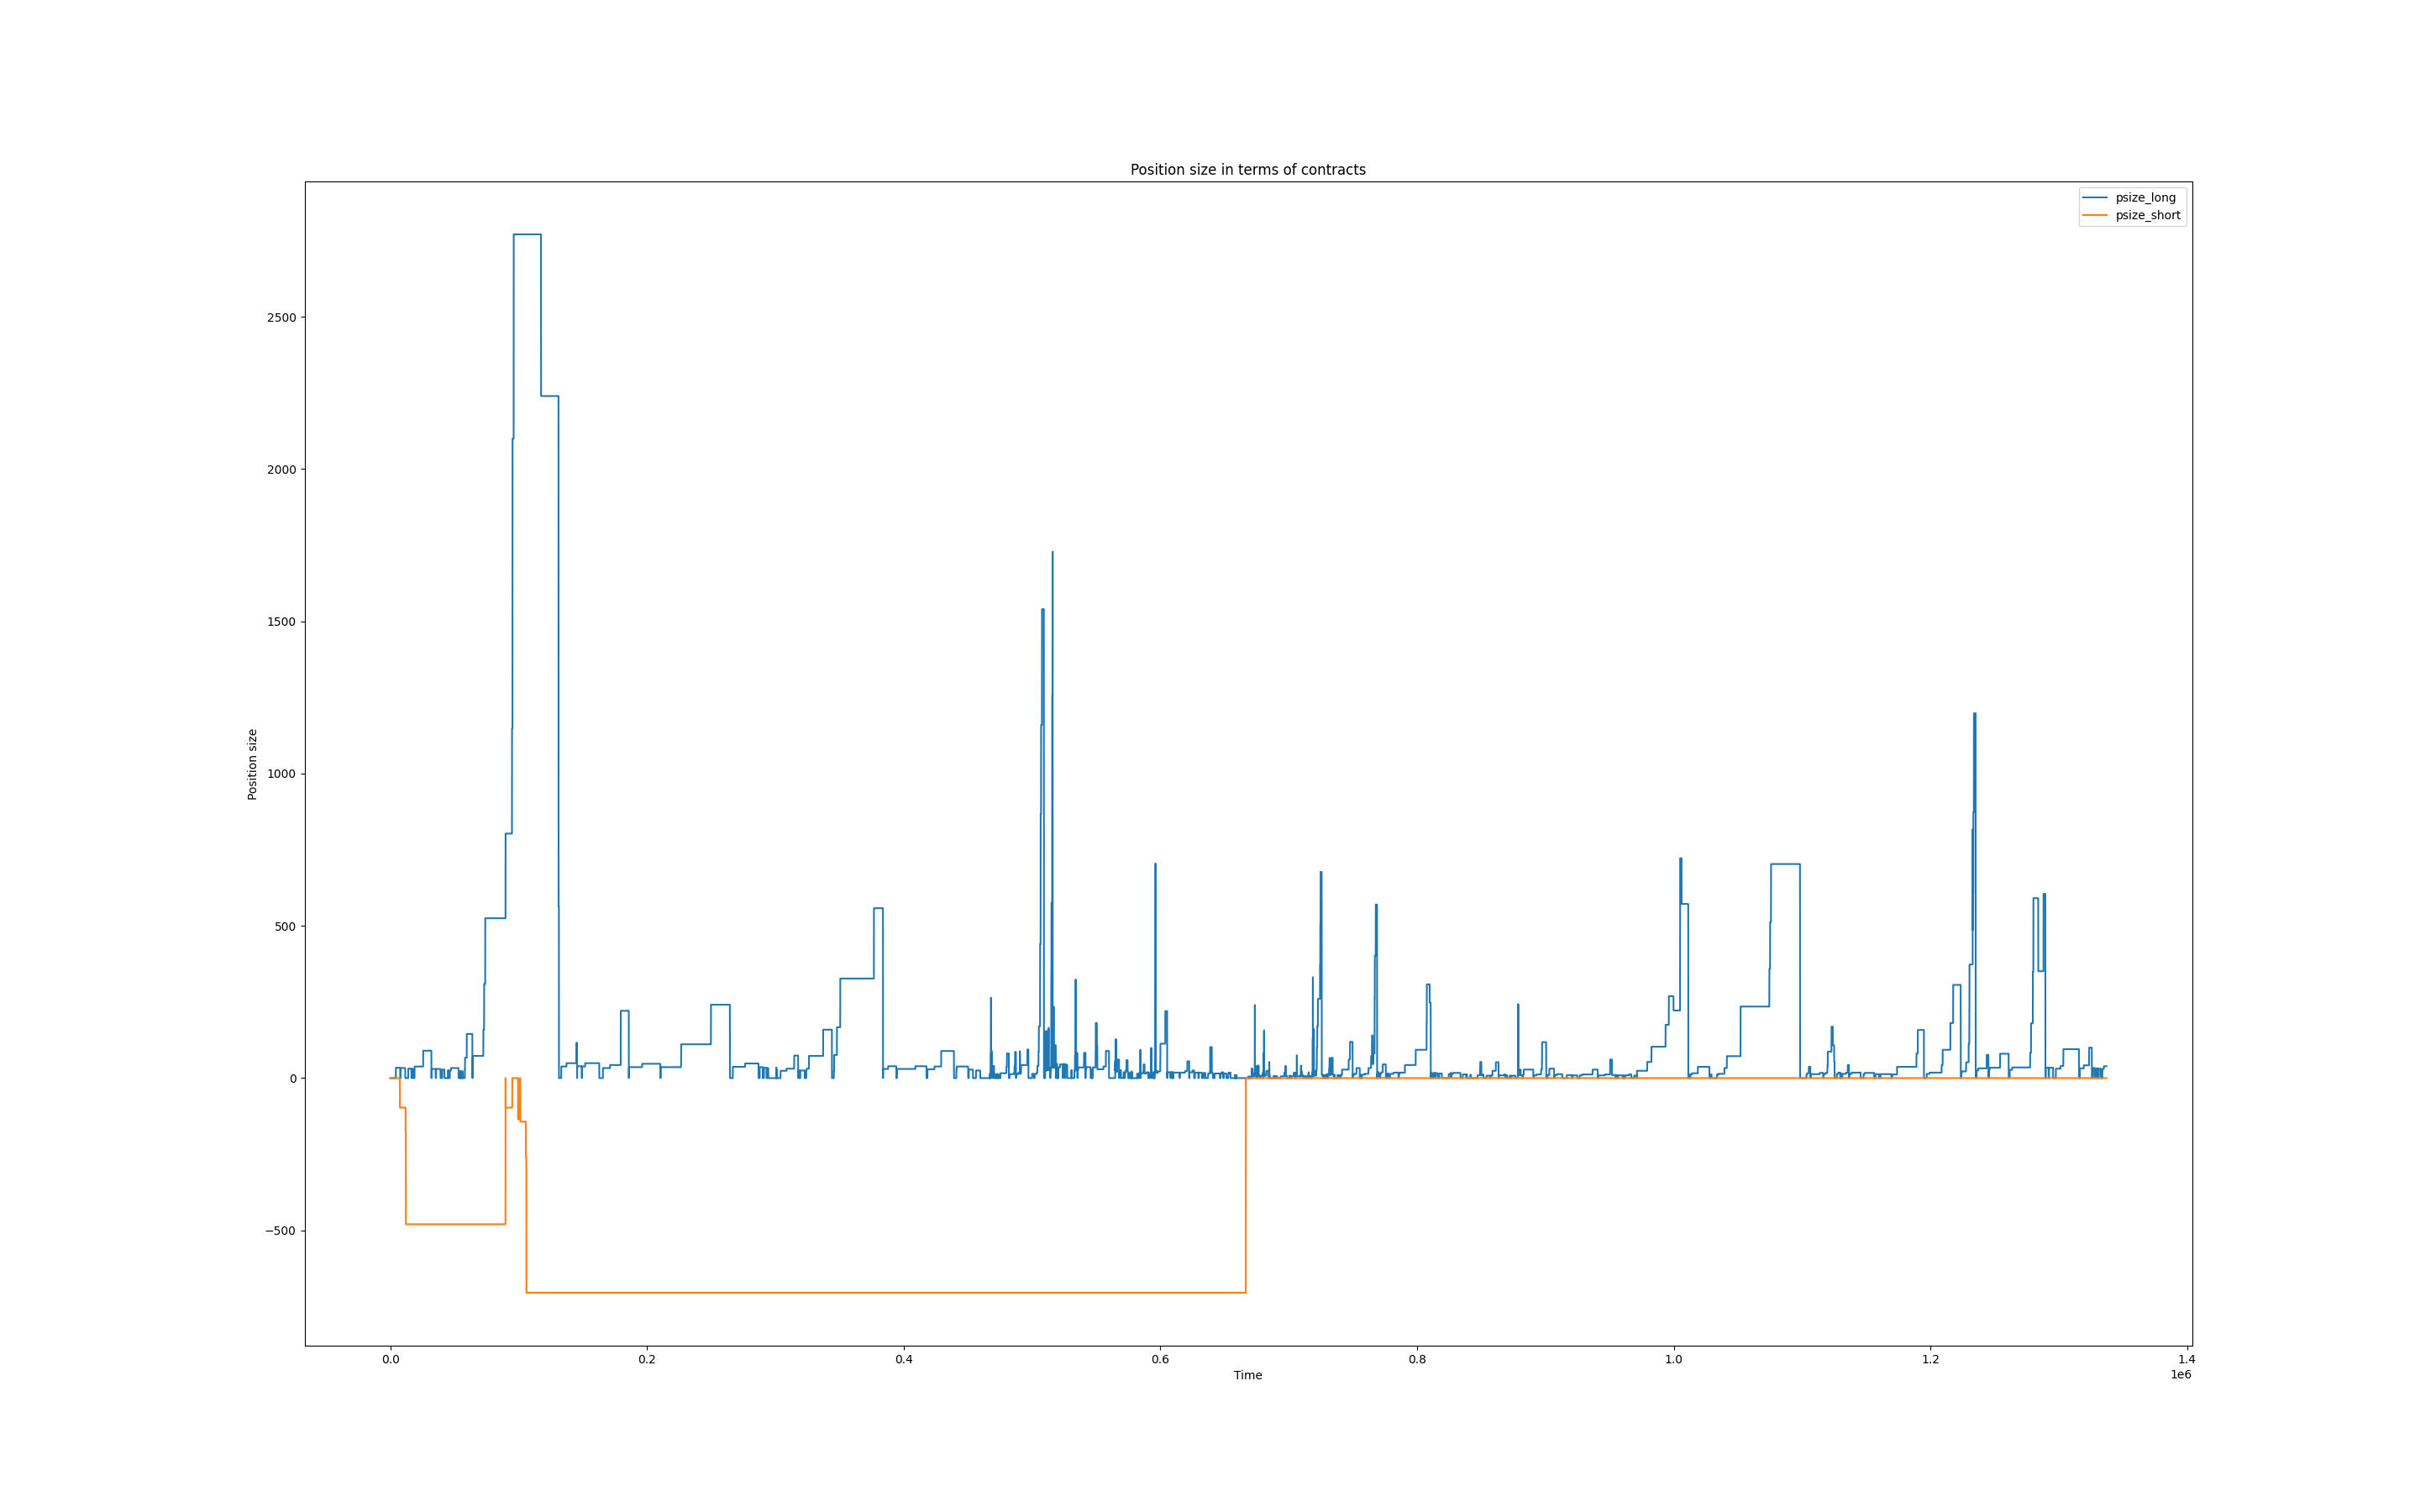 Position size in terms of contracts
psize_long
psize_short
Position size
2500
2000
1500
1000
500
0
−500
0.0 0.2 0.4 0.6 0.8 1.0 1.2 1.4
Time
1e6